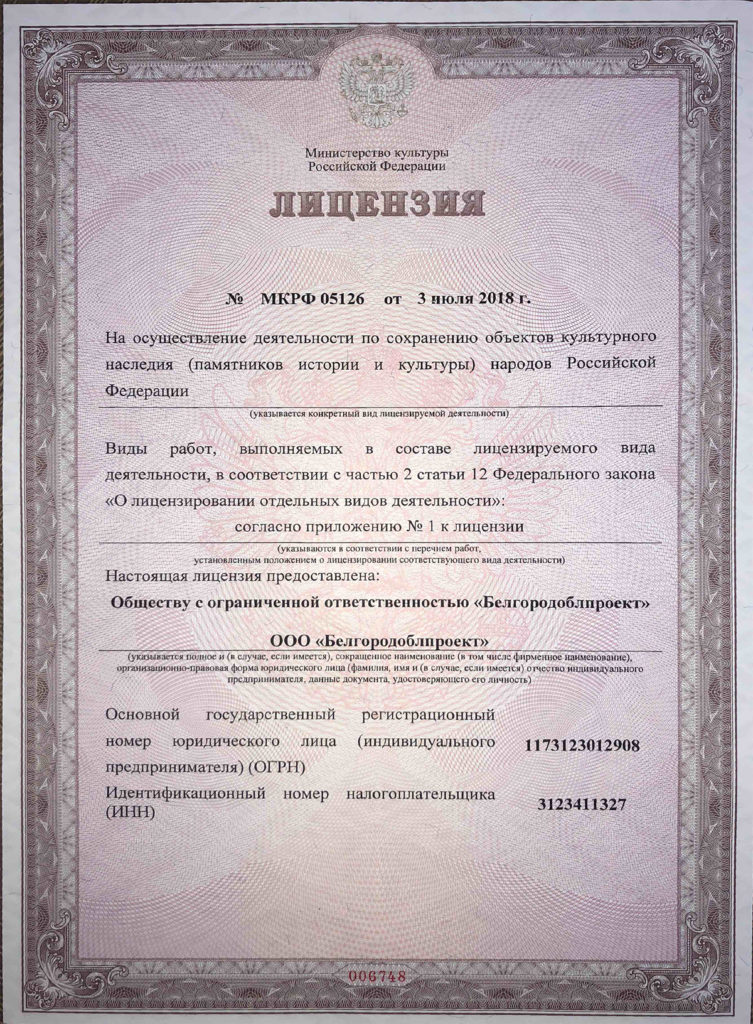 Министерство культуры
Российской Федерации
ЛИЦЕНЗИЯ
№ МКРФ 05126 от 3 июля 2018 г.
На осуществление деятельности по сохранению объектов культурного
наследия (памятников истории и культуры) народов Российской
Федерации
(указывается конкретный вид лицензируемой деятельности)
Виды работ, выполняемых в составе лицензируемого вида
деятельности, в соответствии с частью 2 статьи 12 Федерального закона
«О лицензировании отдельных видов деятельности»:
согласно приложению № 1 к лицензии
(указываются в соответствии с перечнем работ,
установленным положением о лицензировании соответствующего вида деятельности)
Настоящая лицензия предоставлена:
Обществу с ограниченной ответственностью «Белгородоблпроект»
ООО «Белгородоблпроект»
(указывается полное и (в случае, если имеется), сокращенное наименование (в том числе фирменное наименование),
организационно-правовая форма юридического лица (фамилия, имя и (в случае, если имеется) отчество индивидуального
предпринимателя, данные документа, удостоверяющего его личность)
Основной государственный регистрационный
номер юридического лица (индивидуального 1173123012908
предпринимателя) (ОГРН)
Идентификационный номер налогоплательщика
(ИНН) 3123411327
006748